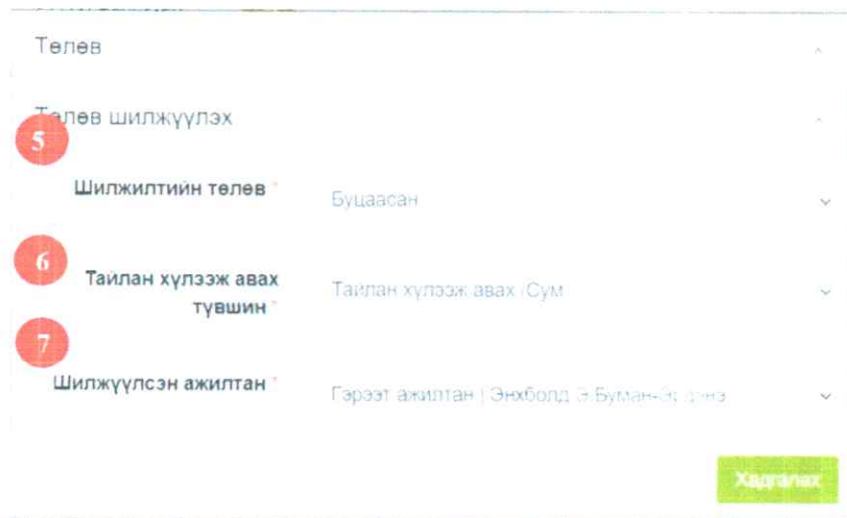 Төлөв
Төлөв шилжүүлэх
5
Шилжилтийн төлөв *
Буцаасан
6
Тайлан хүлээж авах
түвшин *
Тайлан хүлээж авах /Сум
7
Шилжүүлсэн ажилтан *
Гэрээт ажилтан | Энхболд Э.Буман-Эрдэнэ
Хадгалах